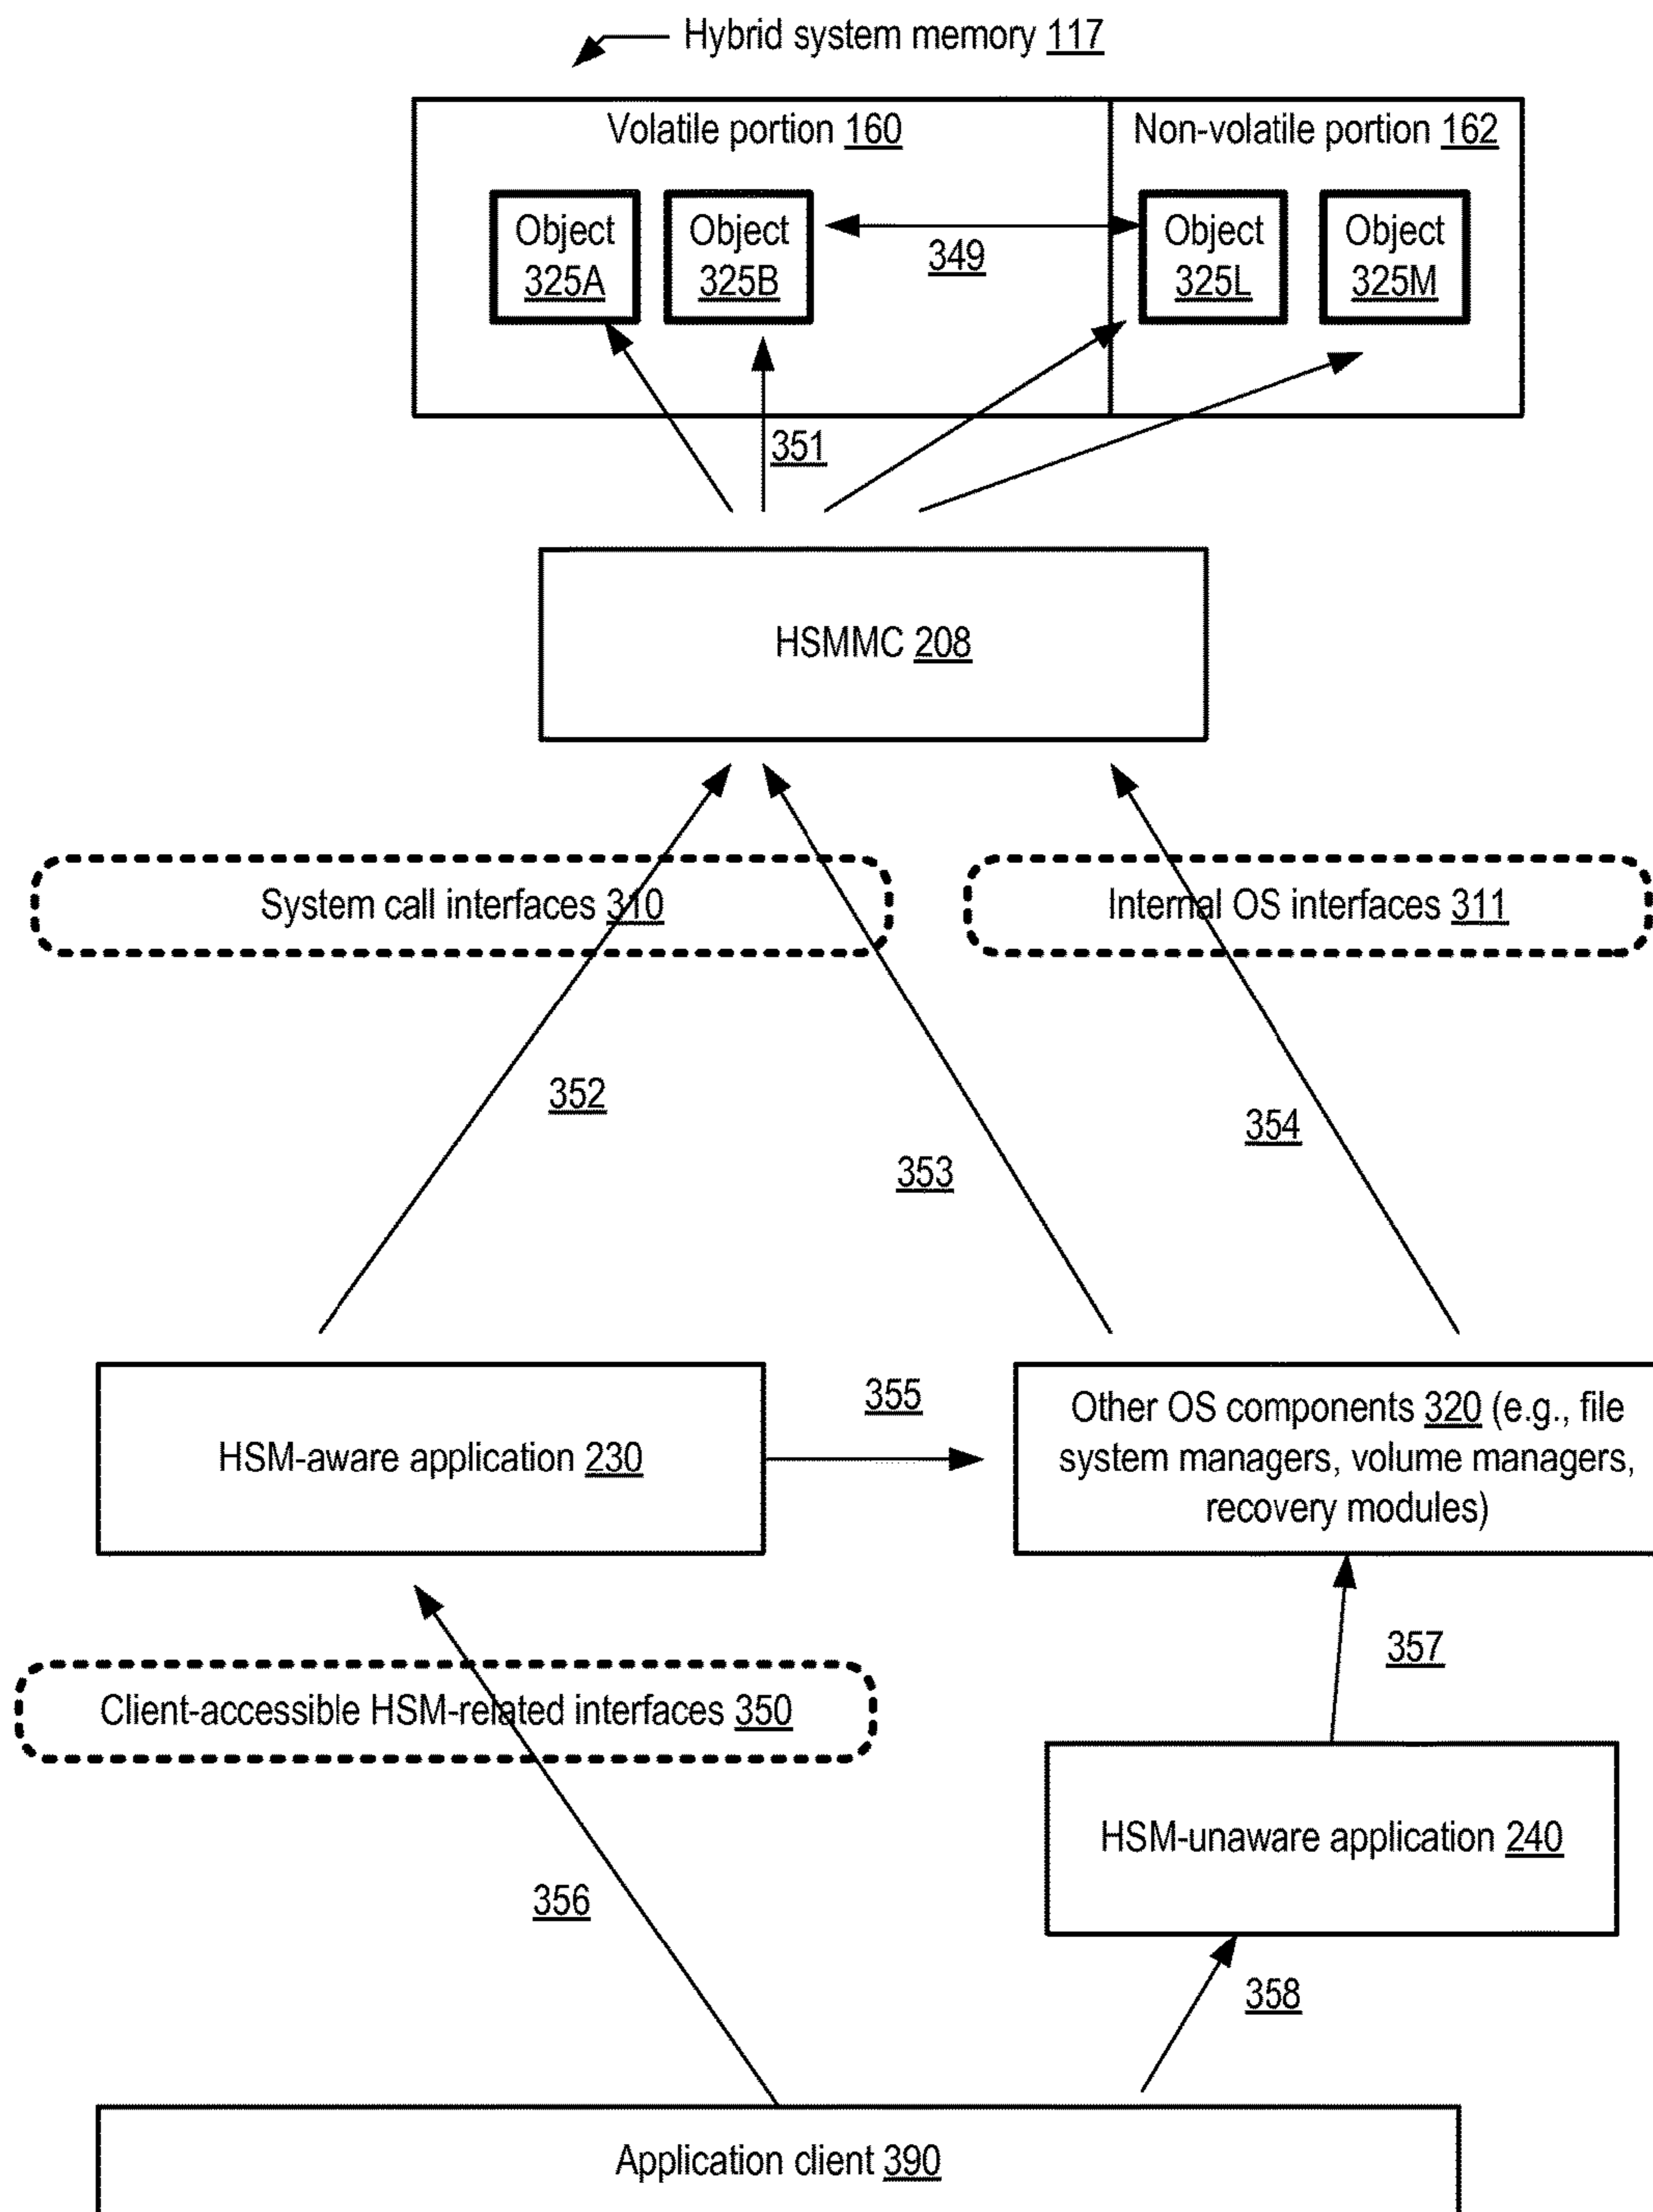 Hybrid system memory 117
Volatile portion 160
Non-volatile portion 162
Object
325A
Object
325B
349
Object
325L
Object
325M
351
HSMMC 208
System call interfaces 310
Internal OS interfaces 311
352
353
354
HSM-aware application 230
355
Other OS components 320 (e.g., file
system managers, volume managers,
recovery modules)
Client-accessible HSM-related interfaces 350
357
HSM-unaware application 240
356
358
Application client 390